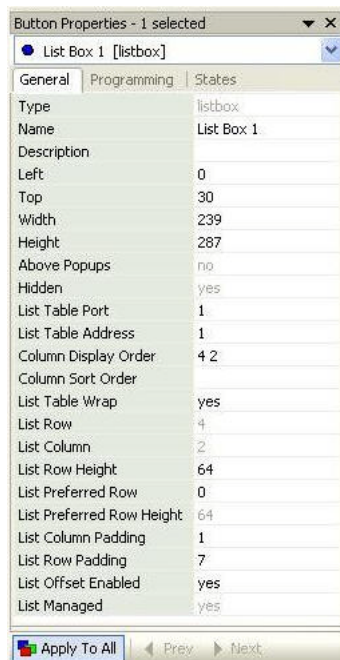 Button Properties - 1 selected
List Box 1 [listbox]
General Programming States
Type listbox
Name List Box 1
Description
Left 0
Top 30
Width 239
Height 287
Above Popups no
Hidden yes
List Table Port 1
List Table Address 1
Column Display Order 4 2
Column Sort Order
List Table Wrap yes
List Row 4
List Column 2
List Row Height 64
List Preferred Row 0
List Preferred Row Height 64
List Column Padding 1
List Row Padding 7
List Offset Enabled yes
List Managed yes
Apply To All Prev Next